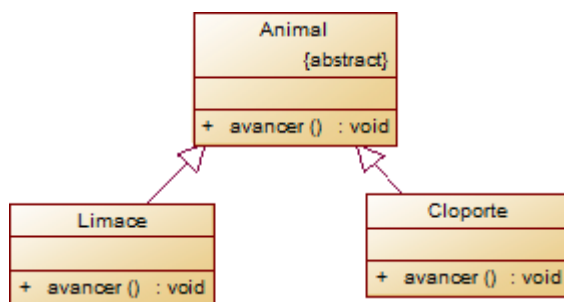 Animal
{abstract}
+ avancer () : void
Limace
+ avancer () : void
Cloporte
+ avancer () : void